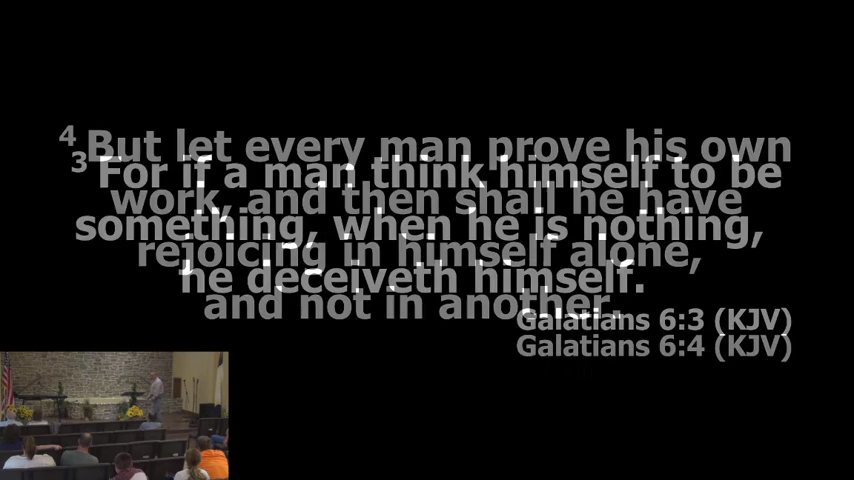 4 But let every man prove his own
3 For if a man think himself to be
work, and then shall he have
something, when he is nothing,
rejoicing in himself alone,
he deceiveth himself.
and not in another.
Galatians 6:3 (KJV)
Galatians 6:4 (KJV)